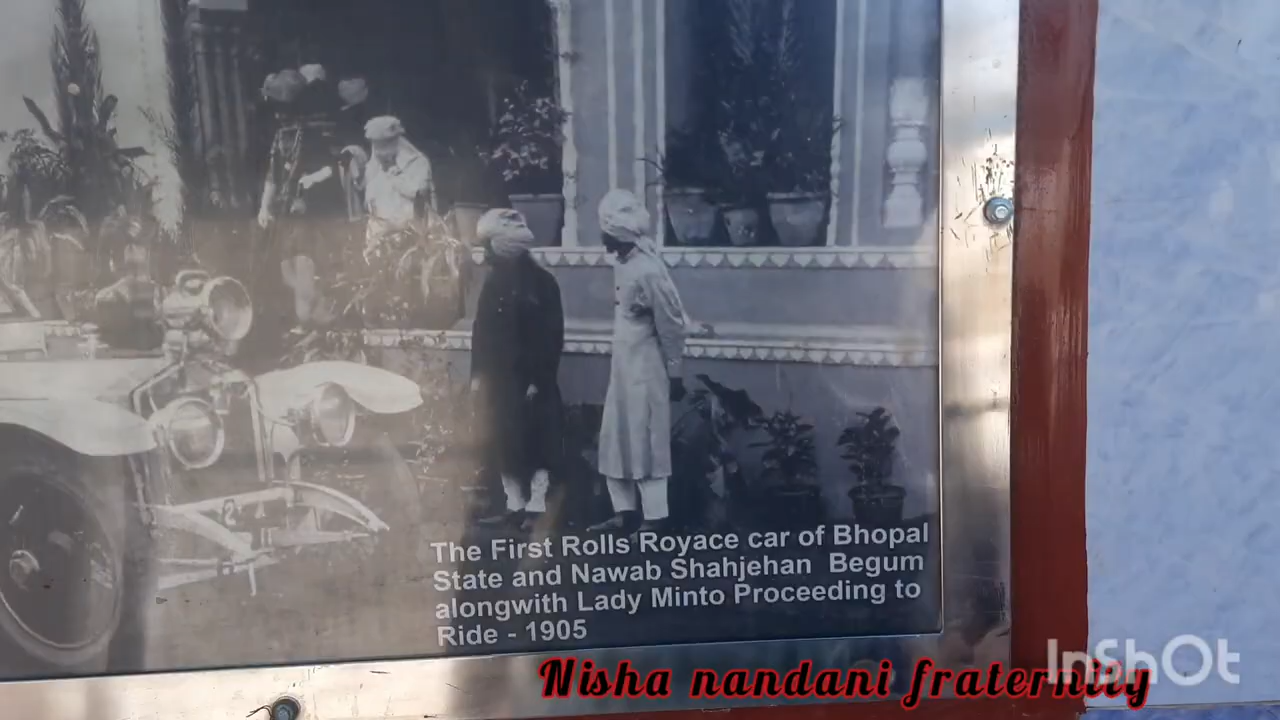 The First Rolls Royace car of Bhopal
State and Nawab Shahjehan Begum
alongwith Lady Minto Proceeding to
Ride - 1905
Nisha nandani fraternity
InShOt